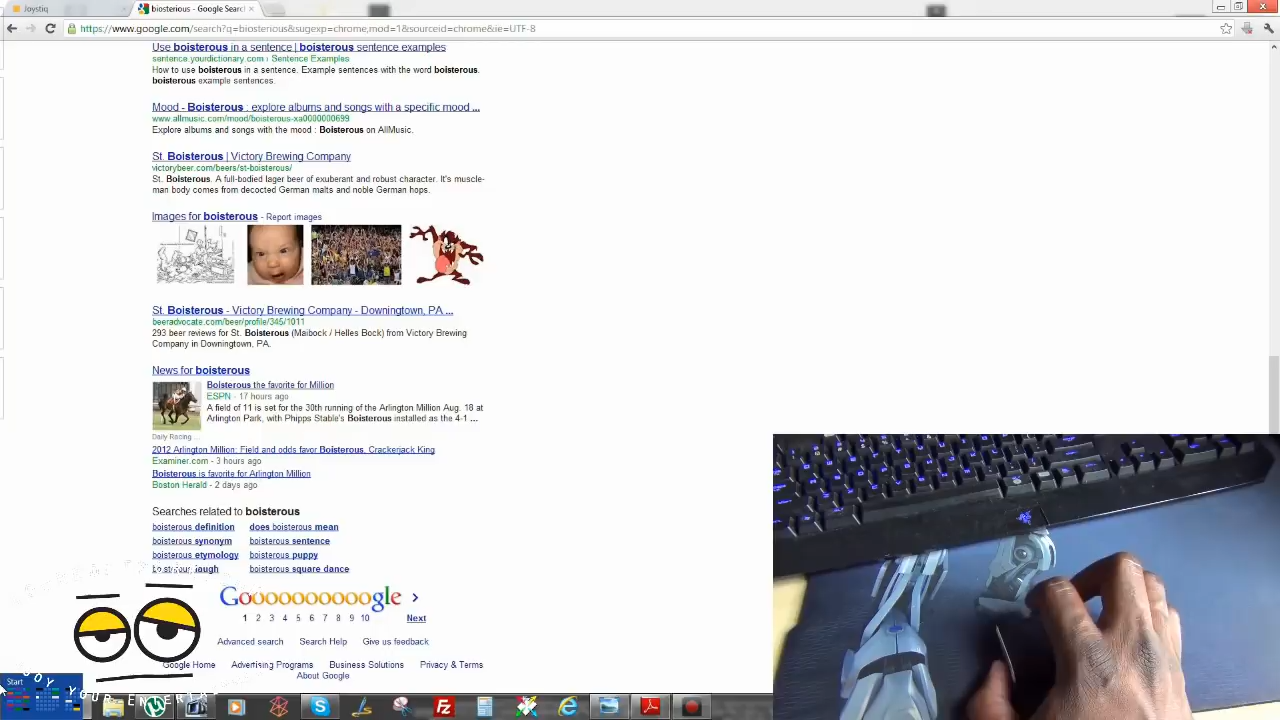 Joystiq
biosterious - Google Searc
https://www.google.com/search?q=biosterious&sugexp=chrome,mod=1&sourceid=chrome&ie=UTF-8
Use boisterous in a sentence | boisterous sentence examples
sentence.yourdictionary.com › Sentence Examples
How to use boisterous in a sentence. Example sentences with the word boisterous.
boisterous example sentences.
Mood - Boisterous : explore albums and songs with a specific mood ...
www.allmusic.com/mood/boisterous-xa0000000699
Explore albums and songs with the mood : Boisterous on AllMusic.
St. Boisterous | Victory Brewing Company
victorybeer.com/beers/st-boisterous/
St. Boisterous. A full-bodied lager beer of exuberant and robust character. It's muscle-
man body comes from decocted German malts and noble German hops.
Images for boisterous - Report images
St. Boisterous - Victory Brewing Company - Downingtown, PA ...
beeradvocate.com/beer/profile/345/1011
293 beer reviews for St. Boisterous (Maibock / Helles Bock) from Victory Brewing
Company in Downingtown, PA.
News for boisterous
Boisterous the favorite for Million
ESPN - 17 hours ago
A field of 11 is set for the 30th running of the Arlington Million Aug. 18 at
Arlington Park, with Phipps Stable's Boisterous installed as the 4-1 ...
Daily Racing ...
2012 Arlington Million: Field and odds favor Boisterous, Crackerjack King
Examiner.com - 3 hours ago
Boisterous is favorite for Arlington Million
Boston Herald - 2 days ago
Searches related to boisterous
boisterous definition does boisterous mean
boisterous synonym boisterous sentence
boisterous etymology boisterous puppy
boisterous laugh boisterous square dance
Goooooooooogle
1 2 3 4 5 6 7 8 9 10 Next
Advanced search Search Help Give us feedback
Google Home Advertising Programs Business Solutions Privacy & Terms
About Google
Start
YOUR